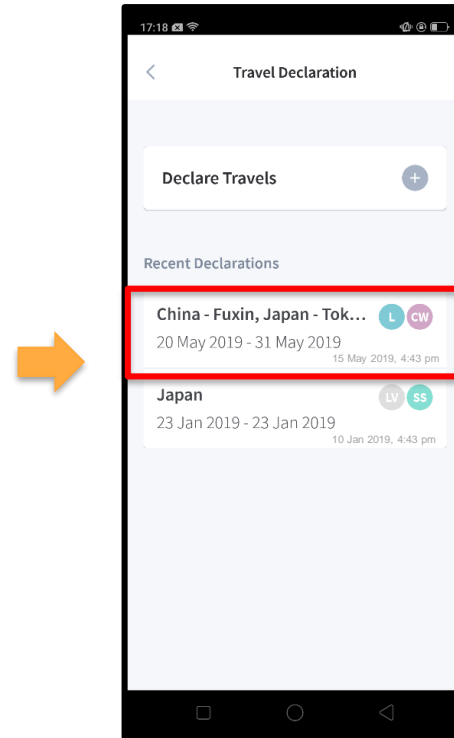 17:18
Travel Declaration
Declare Travels
Recent Declarations
China - Fuxin, Japan - Tok... L CW
20 May 2019 - 31 May 2019
15 May 2019, 4:43 pm
Japan LV SS
23 Jan 2019 - 23 Jan 2019
10 Jan 2019, 4:43 pm